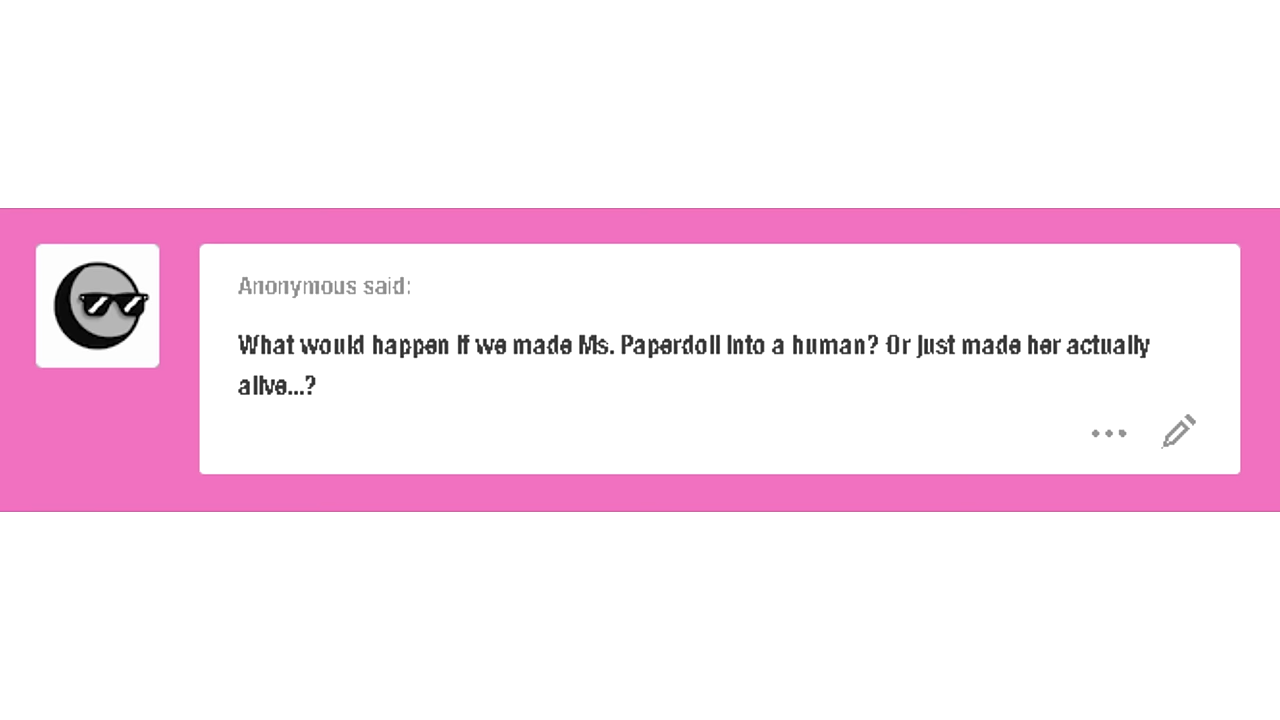 Anonymous said:
What would happen if we made Ms. Paperdoll into a human? Or just made her actually
alive...?